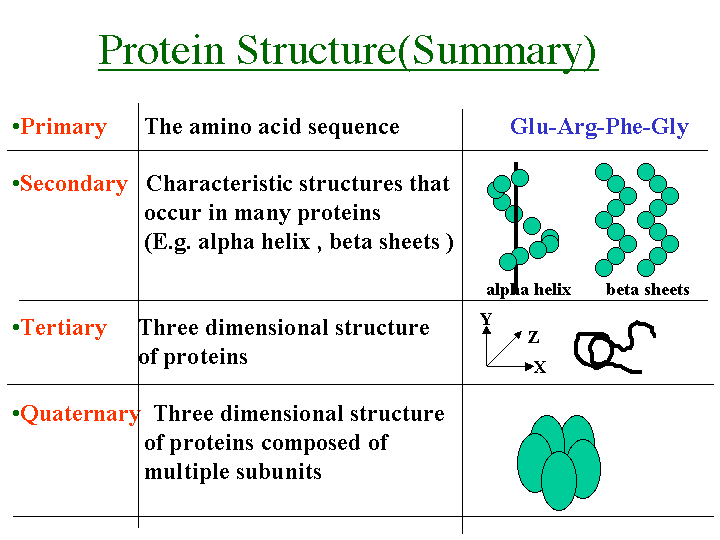 Protein Structure(Summary)
•Primary The amino acid sequence Glu-Arg-Phe-Gly
•Secondary Characteristic structures that
occur in many proteins
(E.g. alpha helix , beta sheets )
alpha helix beta sheets
•Tertiary Three dimensional structure
of proteins
Y
Z
X
•Quaternary Three dimensional structure
of proteins composed of
multiple subunits